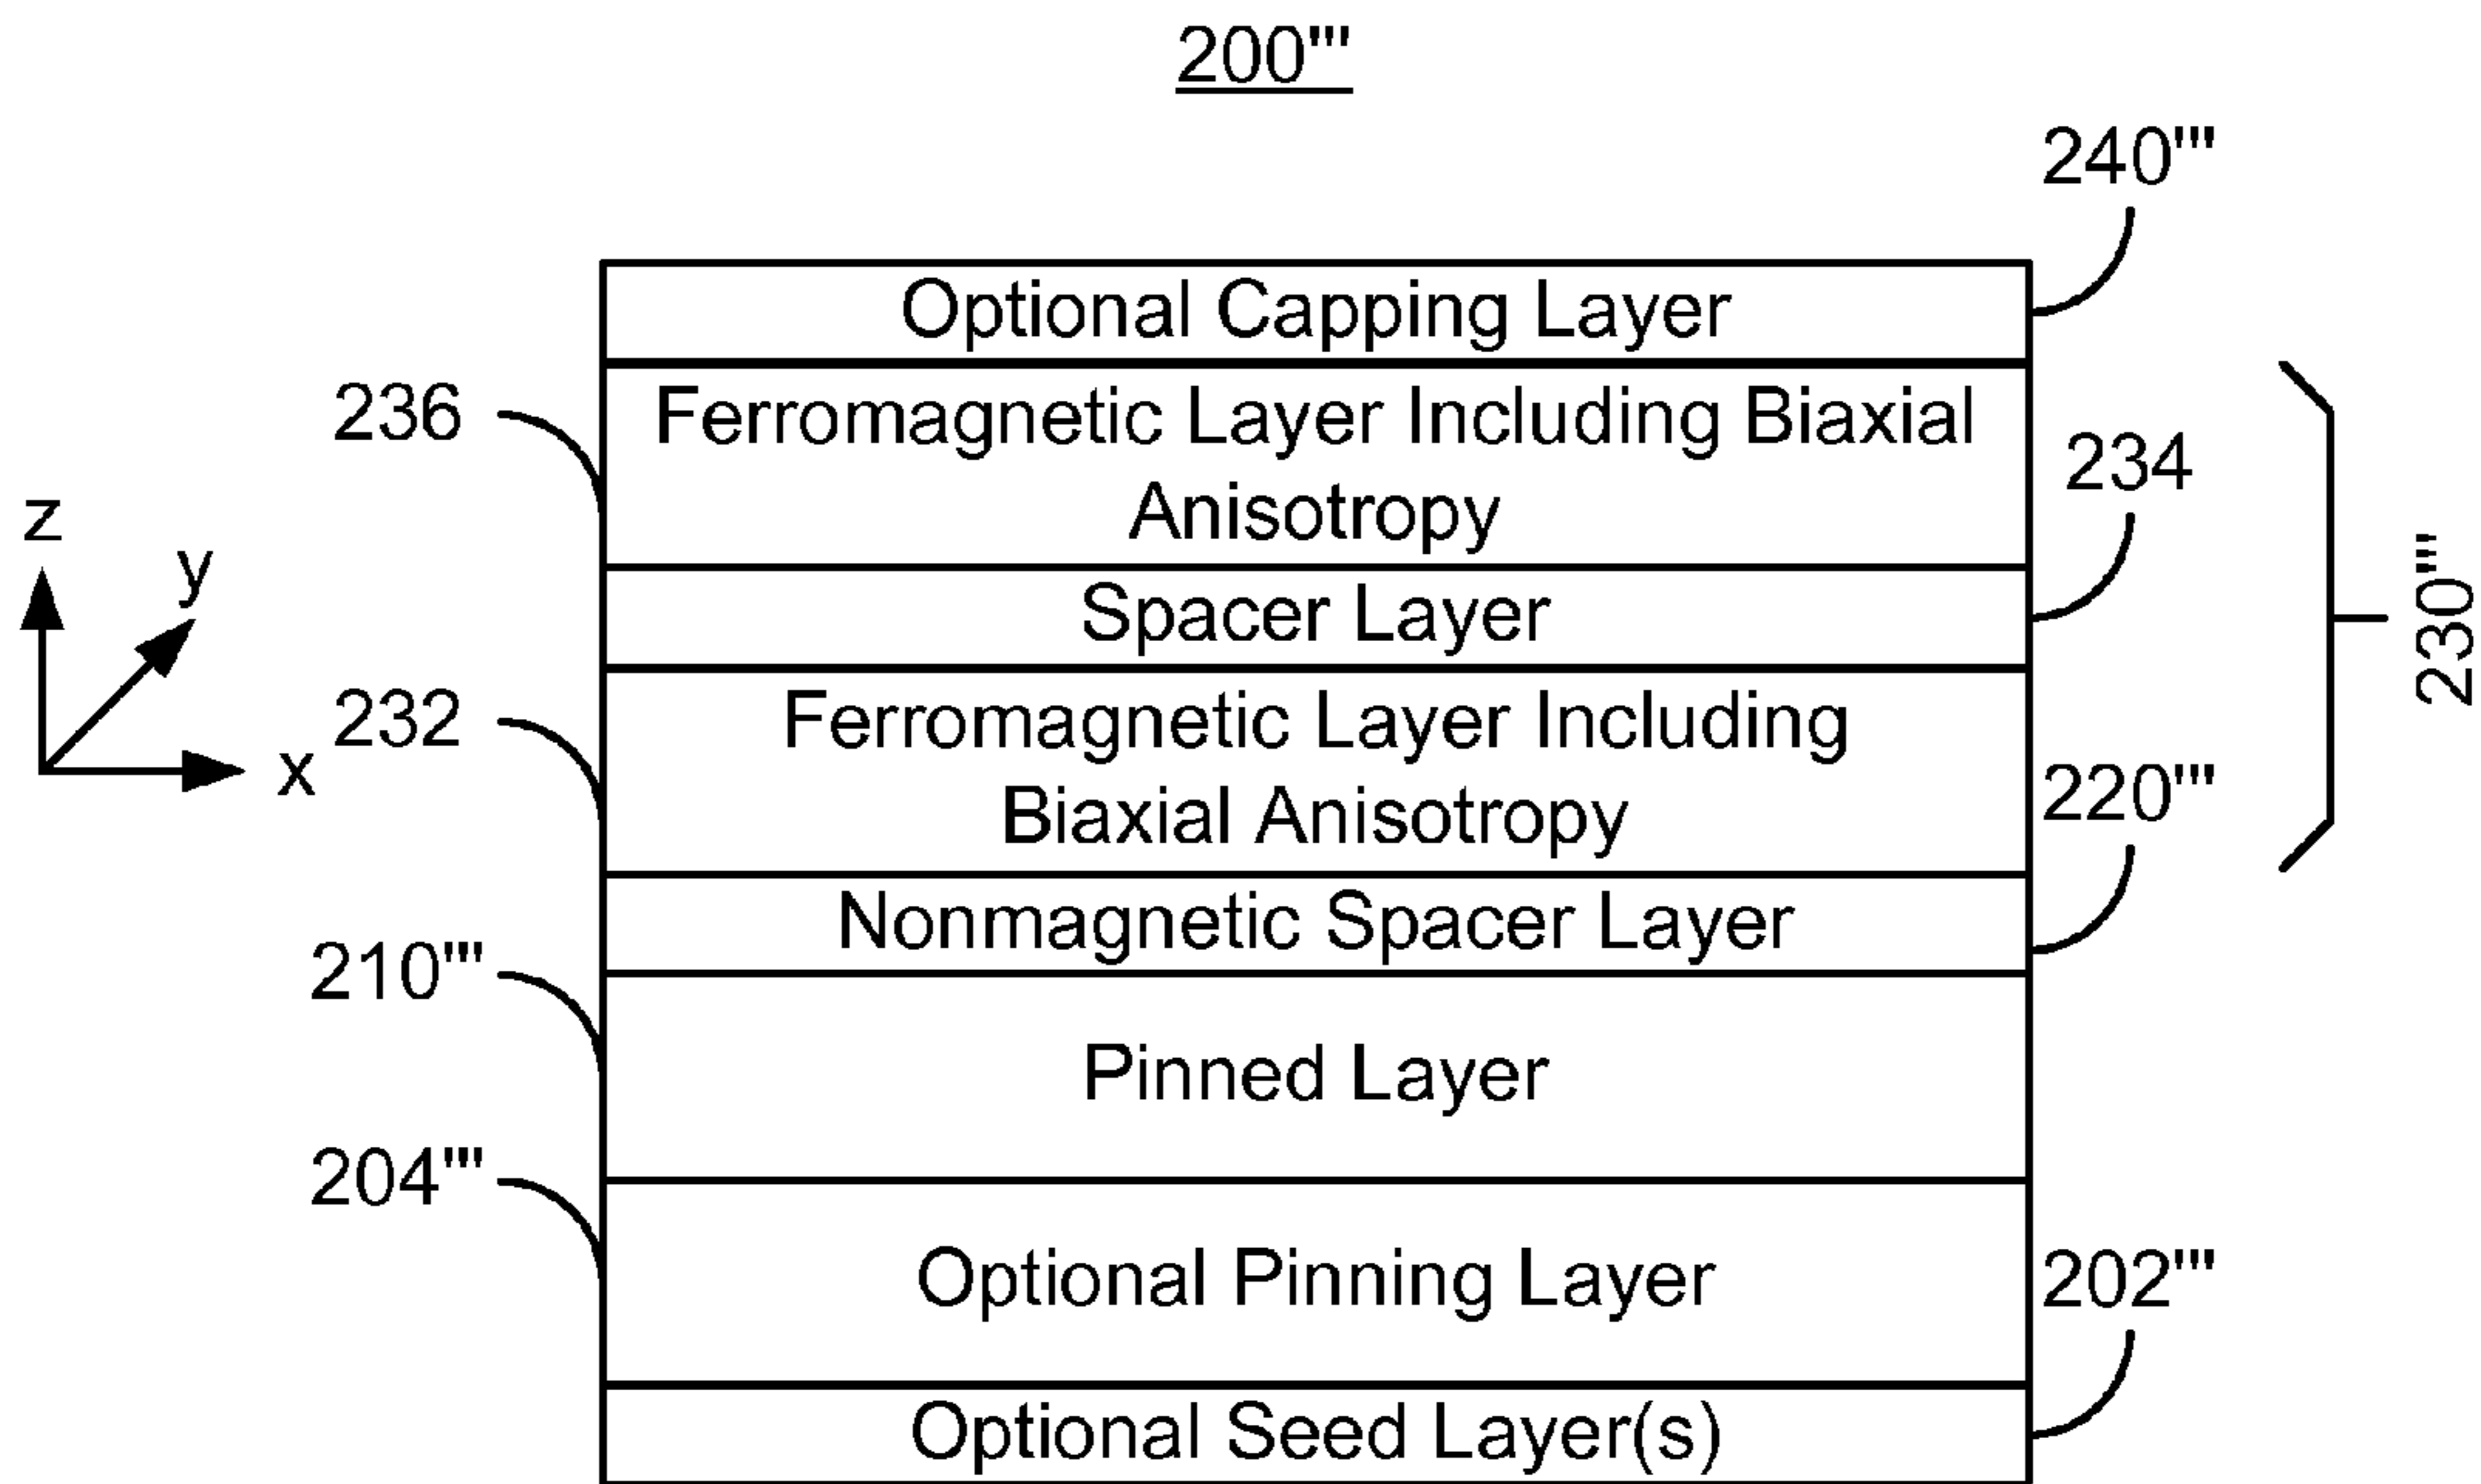 200""
240""
Optional Capping Layer
236
Ferromagnetic Layer Including Biaxial
Anisotropy
234
z
y
x
Spacer Layer
230""
232
Ferromagnetic Layer Including
Biaxial Anisotropy
220""
Nonmagnetic Spacer Layer
210""
Pinned Layer
204""
Optional Pinning Layer
202""
Optional Seed Layer(s)